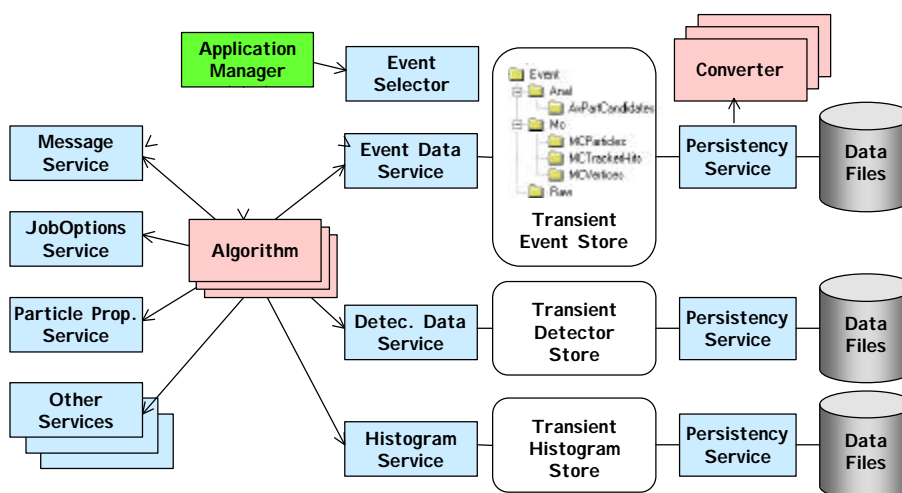 Application
Manager
Event
Selector
Event
Anal
AxPartCandidates
Mc
MCParticles
MCTrackerHits
MCVertices
Raw
Transient
Event Store
Converter
Message
Service
Event Data
Service
Persistency
Service
Data
Files
JobOptions
Service
Algorithm
Particle Prop.
Service
Detec. Data
Service
Transient
Detector
Store
Persistency
Service
Data
Files
Other
Services
Histogram
Service
Transient
Histogram
Store
Persistency
Service
Data
Files